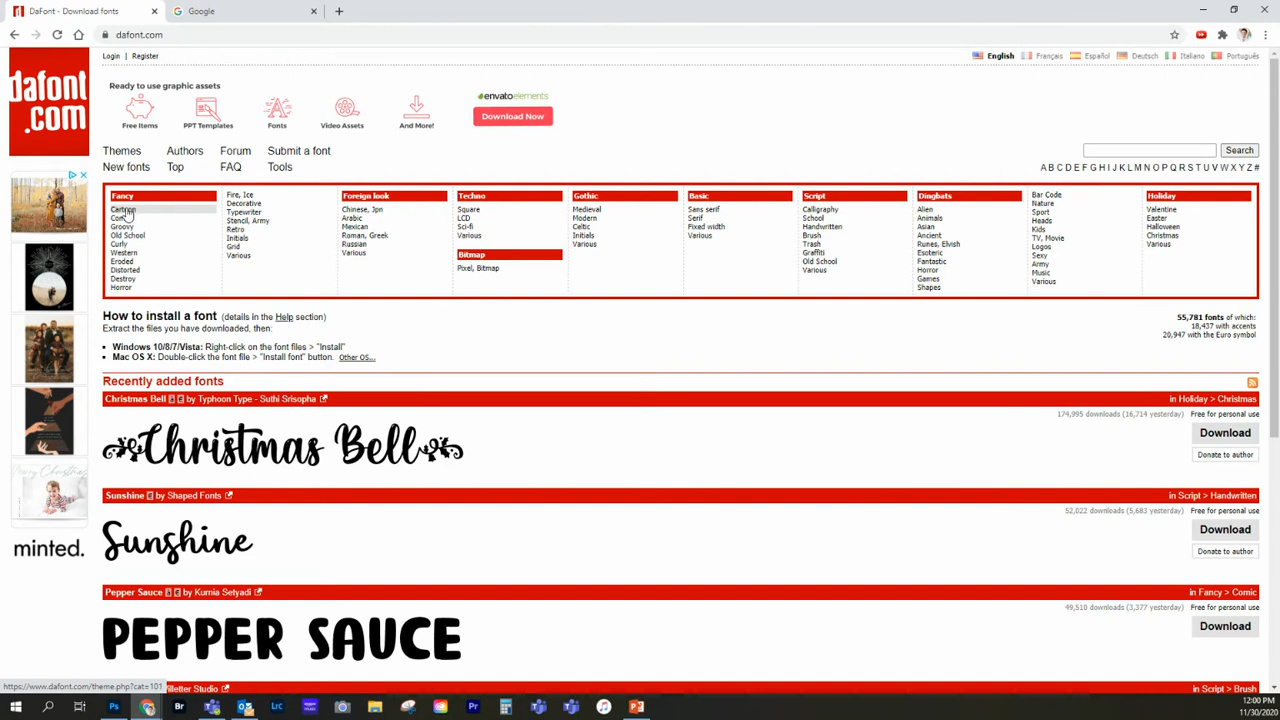 DaFont - Download fonts
Google
dafont.com
Login | Register
English Français Español Deutsch Italiano Português
dafont
.com
Ready to use graphic assets
Free Items PPT Templates Fonts Video Assets And More!
envatoelements
Download Now
Themes Authors Forum Submit a font
New fonts Top FAQ Tools
Search
A B C D E F G H I J K L M N O P Q R S T U V W X Y Z #
Fancy
Cartoon
Groovy
Old School
Curly
Western
Eroded
Distorted
Destroy
Horror
Fire, Ice
Decorative
Typewriter
Stencil, Army
Retro
Initials
Grid
Various
Foreign look
Chinese, Jpn
Arabic
Mexican
Roman, Greek
Russian
Various
Techno
Square
LCD
Sci-fi
Various
Bitmap
Pixel, Bitmap
Gothic
Medieval
Modern
Celtic
Initials
Various
Basic
Sans serif
Serif
Fixed width
Various
Script
Calligraphy
School
Handwritten
Brush
Trash
Graffiti
Old School
Various
Dingbats
Alien
Animals
Asian
Ancient
Runes, Elvish
Esoteric
Fantastic
Horror
Games
Shapes
Bar Code
Nature
Sport
Heads
Kids
TV, Movie
Logos
Sexy
Army
Music
Various
Holiday
Valentine
Easter
Halloween
Christmas
Various
How to install a font (details in the Help section)
Extract the files you have downloaded, then:
Windows 10/8/7/Vista: Right-click on the font files > "Install"
Mac OS X: Double-click the font file > "Install font" button. Other OS...
55,781 fonts of which:
18,437 with accents
20,947 with the Euro symbol
Recently added fonts
Christmas Bell à € by Typhoon Type - Suthi Srisopha in Holiday > Christmas
174,995 downloads (16,714 yesterday) Free for personal use
Christmas Bell
Download
Donate to author
Sunshine € by Shaped Fonts in Script > Handwritten
52,022 downloads (5,683 yesterday) Free for personal use
Sunshine
Download
Donate to author
Pepper Sauce à € by Kurnia Setyadi in Fancy > Comic
49,510 downloads (3,377 yesterday) Free for personal use
PEPPER SAUCE
Download
minted.
https://www.dafont.com/theme.php?cat=101
illetter Studio in Script > Brush
12:00 PM
11/30/2020